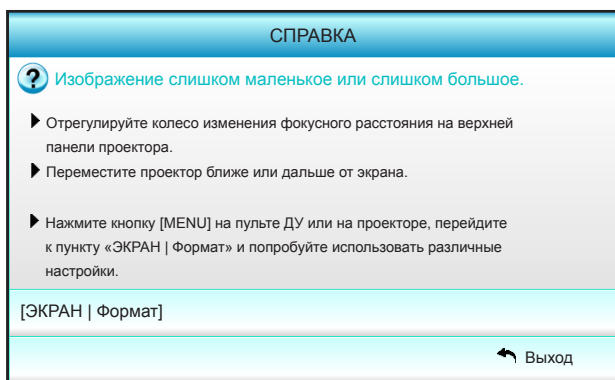 СПРАВКА
? Изображение слишком маленькое или слишком большое.
Отрегулируйте колесо изменения фокусного расстояния на верхней
панели проектора.
Переместите проектор ближе или дальше от экрана.
Нажмите кнопку [MENU] на пульте ДУ или на проекторе, перейдите
к пункту «ЭКРАН | Формат» и попробуйте использовать различные
настройки.
[ЭКРАН | Формат]
Выход